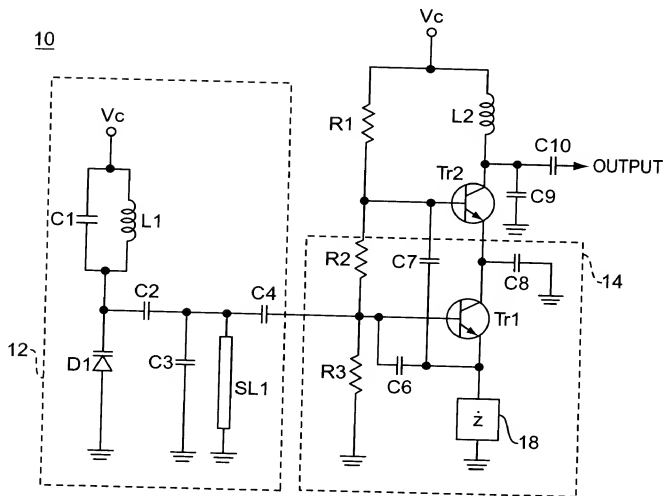 10
Vc
Vc
R1
L2
C10
OUTPUT
Tr2
C9
C1
L1
R2
C7
C8
14
C2
C4
Tr1
12
D1
C3
SL1
R3
C6
ż
18